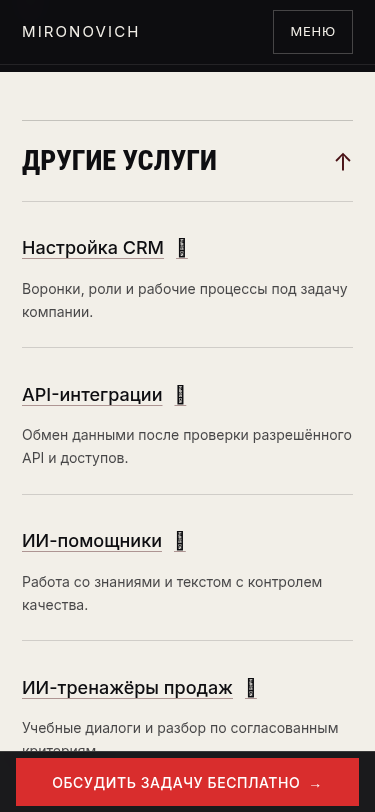 MIRONOVICH
МЕНЮ
ДРУГИЕ УСЛУГИ ↑
Настройка CRM
Воронки, роли и рабочие процессы под задачу
компании.
API-интеграции
Обмен данными после проверки разрешённого
API и доступов.
ИИ-помощники
Работа со знаниями и текстом с контролем
качества.
ИИ-тренажёры продаж
Учебные диалоги и разбор по согласованным
критериям
ОБСУДИТЬ ЗАДАЧУ БЕСПЛАТНО →